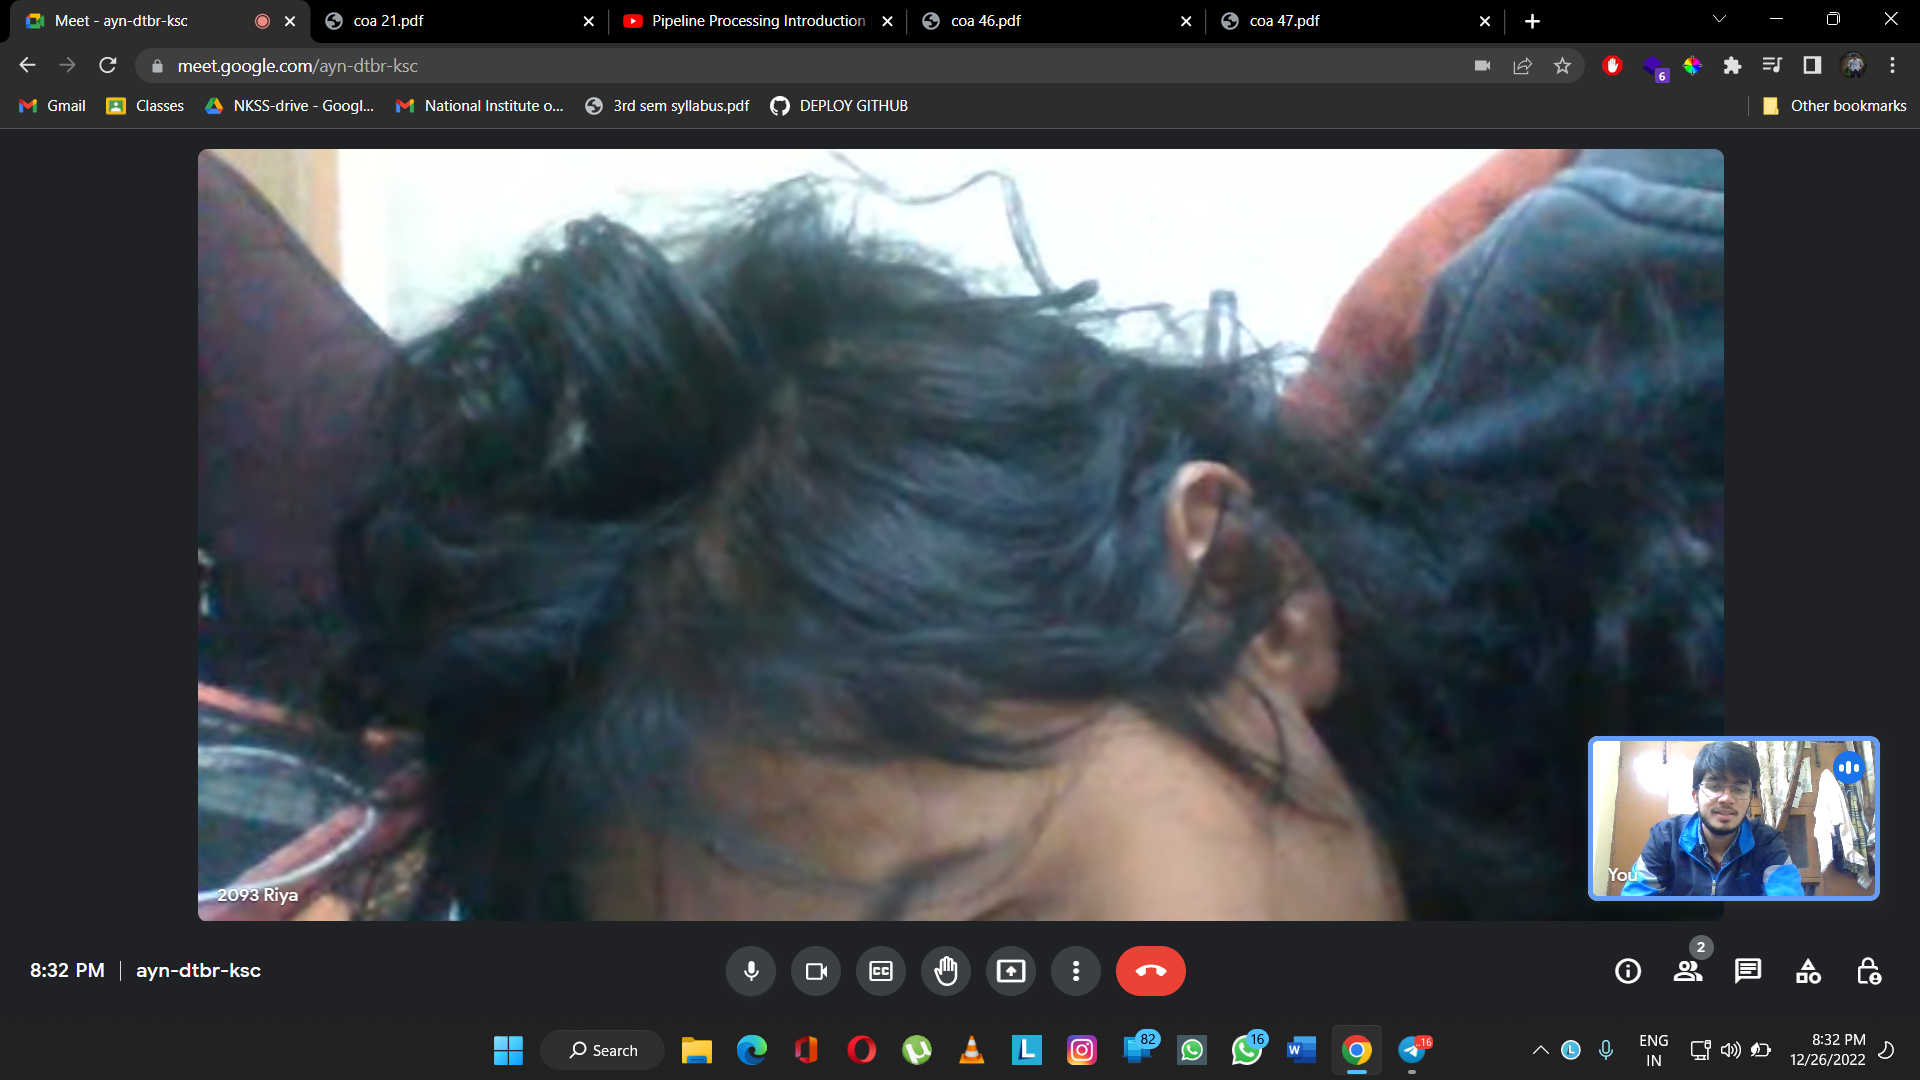 Meet - ayn-dtbr-ksc
coa 21.pdf
Pipeline Processing Introduction
coa 46.pdf
coa 47.pdf
meet.google.com/ayn-dtbr-ksc
6
Gmail
Classes
NKSS-drive - Googl...
National Institute o...
3rd sem syllabus.pdf
DEPLOY GITHUB
Other bookmarks
2093 Riya
You
8:32 PM | ayn-dtbr-ksc
CC
2
Search
L
82
16
W
..16
L
ENG
IN
8:32 PM
12/26/2022